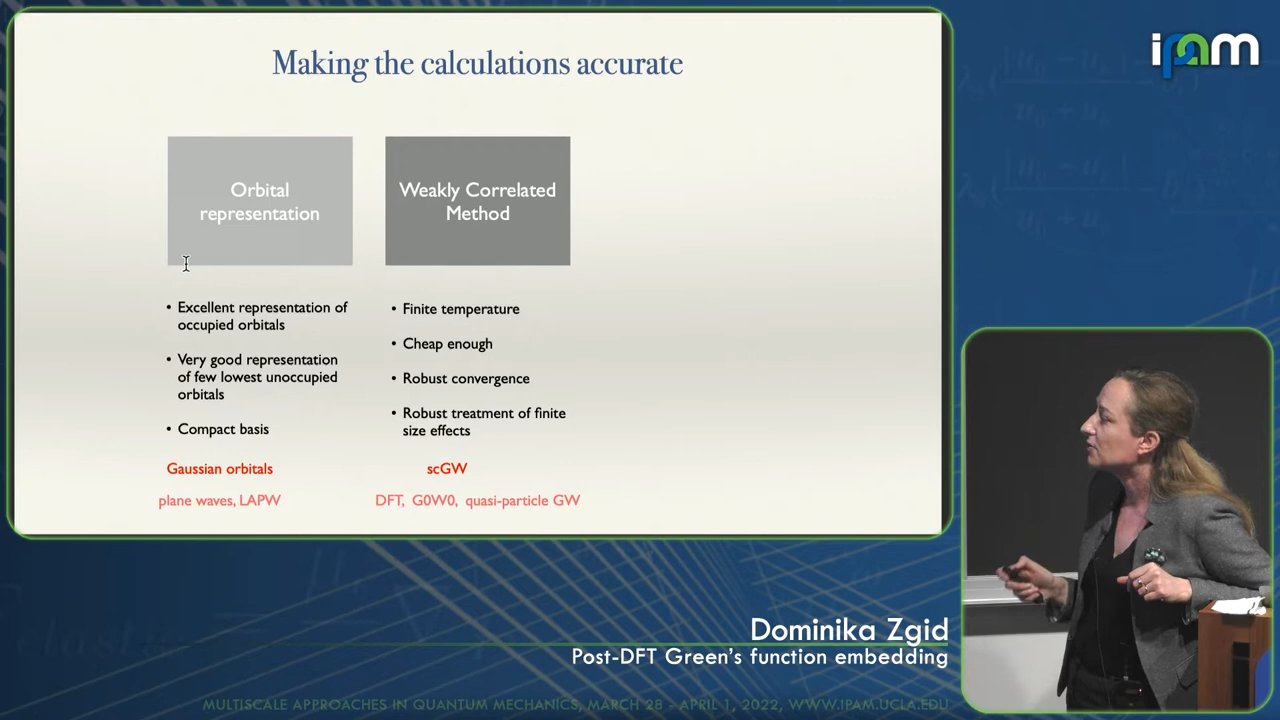 Making the calculations accurate
Orbital
representation
• Excellent representation of
occupied orbitals
• Very good representation
of few lowest unoccupied
orbitals
• Compact basis
Gaussian orbitals
plane waves, LAPW
Weakly Correlated
Method
• Finite temperature
• Cheap enough
• Robust convergence
• Robust treatment of finite
size effects
scGW
DFT, G0W0, quasi-particle GW
ipam
Dominika Zgid
Post-DFT Green's function embedding
MULTISCALE APPROACHES IN QUANTUM MECHANICS, MARCH 28 - APRIL 1, 2022, WWW.IPAM.UCLA.EDU